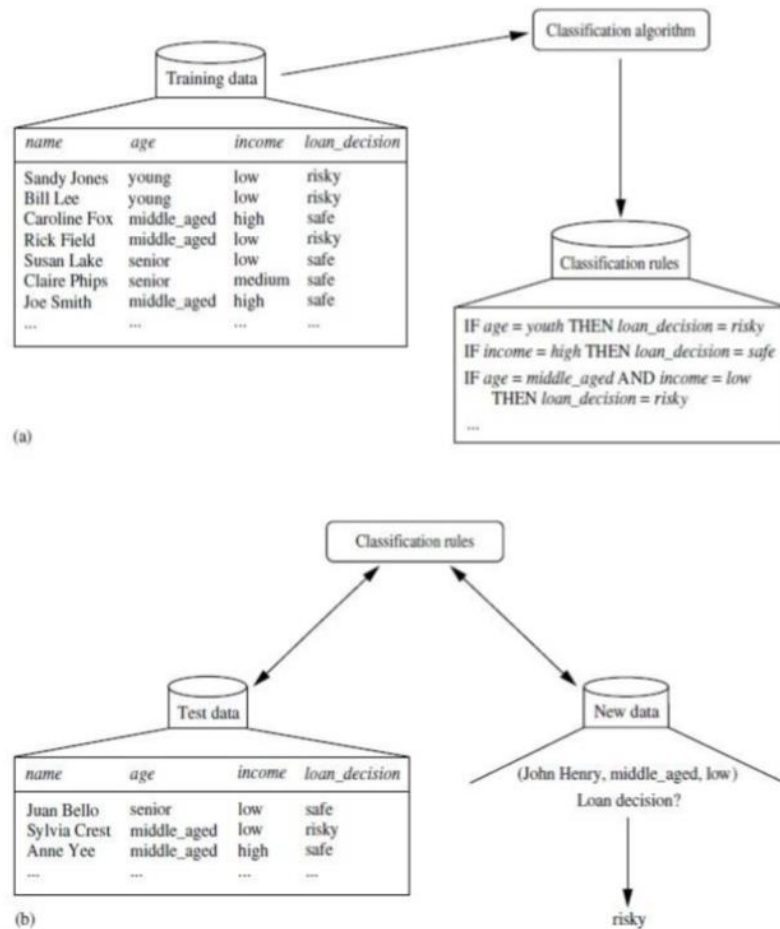 Classification algorithm
Training data
name age income loan_decision
Sandy Jones young low risky
Bill Lee young low risky
Caroline Fox middle_aged high safe
Rick Field middle_aged low risky
Susan Lake senior low safe
Claire Phips senior medium safe
Joe Smith middle_aged high safe
... ... ... ...
Classification rules
IF age = youth THEN loan_decision = risky
IF income = high THEN loan_decision = safe
IF age = middle_aged AND income = low
THEN loan_decision = risky
...
(a)
Classification rules
Test data
name age income loan_decision
Juan Bello senior low safe
Sylvia Crest middle_aged low risky
Anne Yee middle_aged high safe
... ... ... ...
New data
(John Henry, middle_aged, low)
Loan decision?
risky
(b)